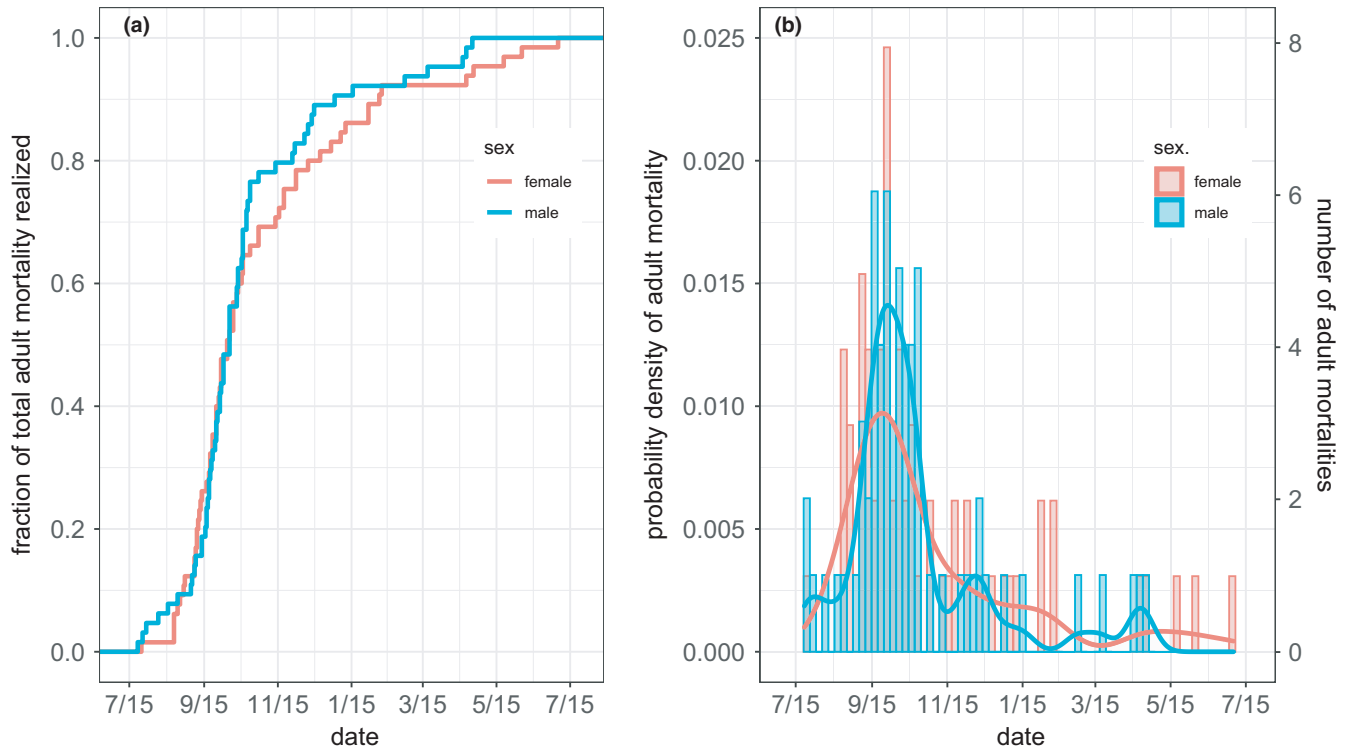 (a)
fraction of total adult mortality realized
1.0
0.8
0.6
0.4
0.2
0.0
sex
female
male
7/15 9/15 11/15 1/15 3/15 5/15 7/15
date
(b)
probability density of adult mortality
0.025
0.020
0.015
0.010
0.005
0.000
sex.
female
male
8
6
4
2
0
number of adult
mortalities
7/15 9/15 11/15 1/15 3/15 5/15 7/15
date